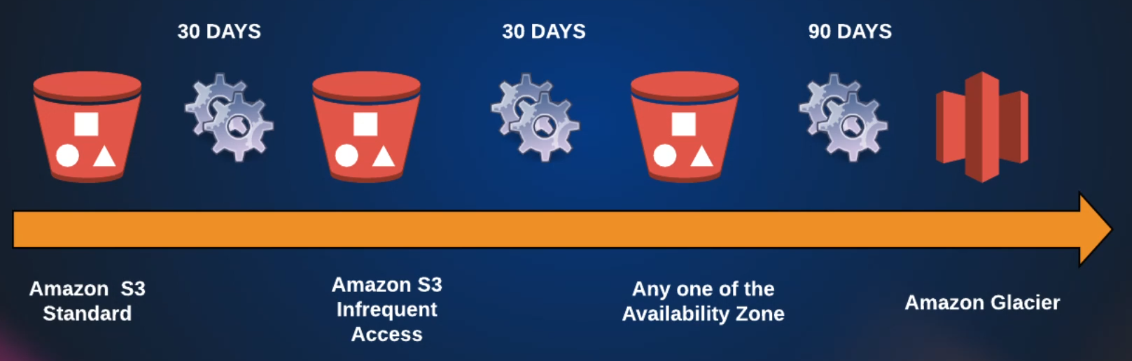 30 DAYS
30 DAYS
90 DAYS
Amazon S3
Standard
Amazon S3
Infrequent
Access
Any one of the
Availability Zone
Amazon Glacier